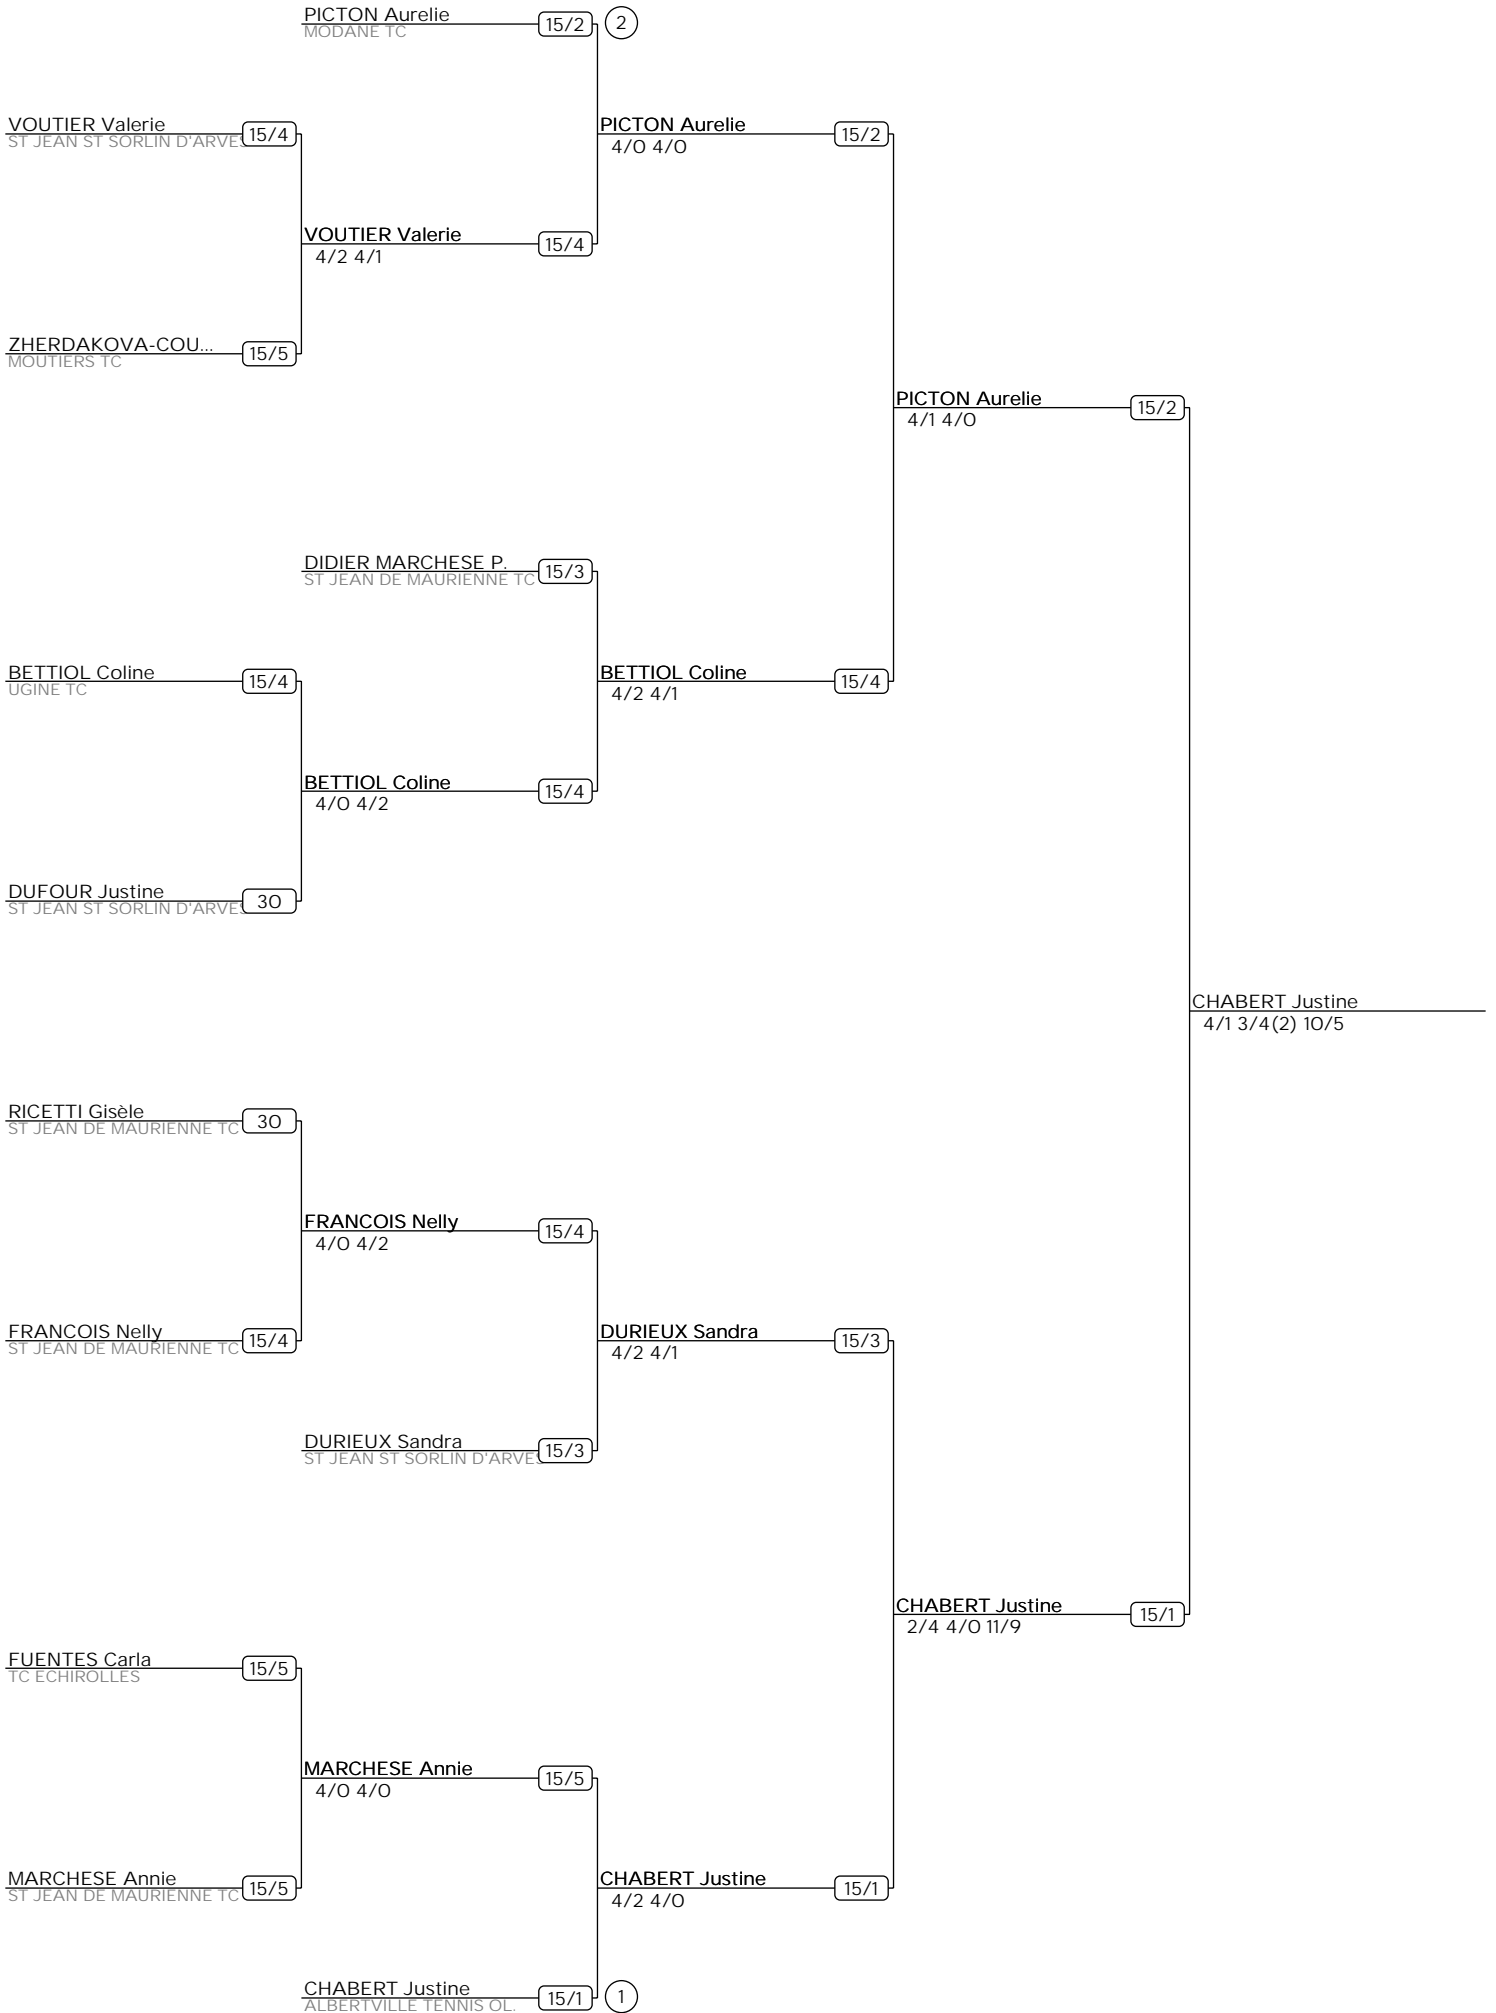 PICTON Aurelie 15/2 2
MODANE TC
VOUTIER Valerie 15/4
ST JEAN ST SORLIN D'ARVES
PICTON Aurelie 15/2
4/0 4/0
VOUTIER Valerie 15/4
4/2 4/1
ZHERDAKOVA-COU... 15/5
MOUTIERS TC
PICTON Aurelie 15/2
4/1 4/0
DIDIER MARCHESE P. 15/3
ST JEAN DE MAURIENNE TC
BETTIOL Coline 15/4
UGINE TC
BETTIOL Coline 15/4
4/2 4/1
BETTIOL Coline 15/4
4/0 4/2
DUFOUR Justine 30
ST JEAN ST SORLIN D'ARVES
CHABERT Justine
4/1 3/4(2) 10/5
RICETTI Gisèle 30
ST JEAN DE MAURIENNE TC
FRANCOIS Nelly 15/4
4/0 4/2
FRANCOIS Nelly 15/4
ST JEAN DE MAURIENNE TC
DURIEUX Sandra 15/3
4/2 4/1
DURIEUX Sandra 15/3
ST JEAN ST SORLIN D'ARVES
CHABERT Justine 15/1
2/4 4/0 11/9
FUENTES Carla 15/5
TC ECHIROLLES
MARCHESE Annie 15/5
4/0 4/0
MARCHESE Annie 15/5
ST JEAN DE MAURIENNE TC
CHABERT Justine 15/1
4/2 4/0
CHABERT Justine 15/1 1
ALBERTVILLE TENNIS OL.